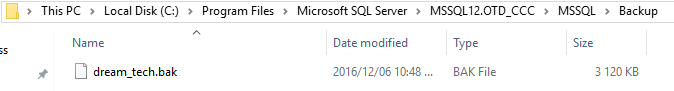 This PC > Local Disk (C:) > Program Files > Microsoft SQL Server > MSSQL12.OTD_CCC > MSSQL > Backup
Name Date modified Type Size
dream_tech.bak 2016/12/06 10:48 ... BAK File 3 120 KB